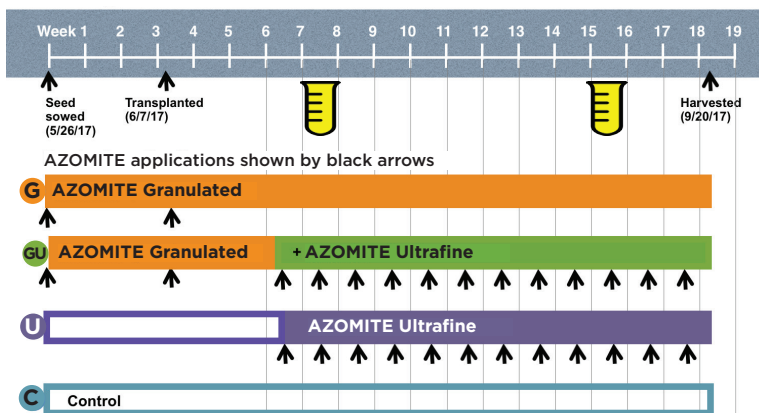 Week 1 2 3 4 5 6 7 8 9 10 11 12 13 14 15 16 17 18 19
Seed
sowed
(5/26/17)
Transplanted
(6/7/17)
Harvested
(9/20/17)
AZOMITE applications shown by black arrows
G AZOMITE Granulated
GU AZOMITE Granulated + AZOMITE Ultrafine
U AZOMITE Ultrafine
C Control